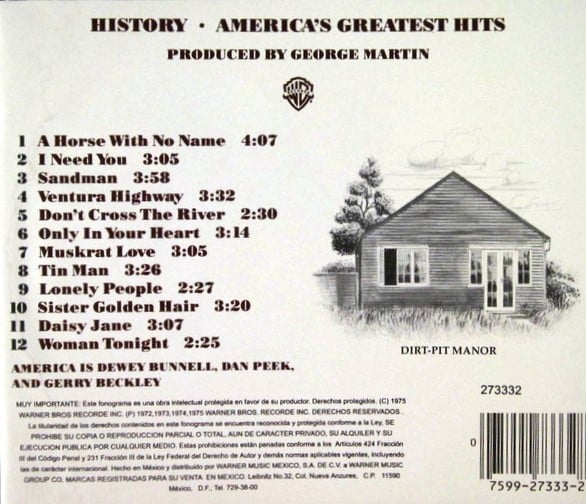 HISTORY · AMERICA'S GREATEST HITS
PRODUCED BY GEORGE MARTIN
1 A Horse With No Name 4:07
2 I Need You 3:05
3 Sandman 3:58
4 Ventura Highway 3:32
5 Don't Cross The River 2:30
6 Only In Your Heart 3:14
7 Muskrat Love 3:05
8 Tin Man 3:26
9 Lonely People 2:27
10 Sister Golden Hair 3:20
11 Daisy Jane 3:07
12 Woman Tonight 2:25
AMERICA IS DEWEY BUNNELL, DAN PEEK,
AND GERRY BECKLEY
DIRT-PIT MANOR
MUY IMPORTANTE: Este fonograma es una obra intelectual protegida en favor de su productor. Derechos protegidos. (C) 1975
WARNER BROS RECORDE INC. (P) 1972,1973,1974,1975 WARNER BROS. RECORDE INC. DERECHOS RESERVADOS.
La titularidad de los derechos contenidos en este fonograma se encuentra reconocida y protegida conforme a la Ley, SE
PROHIBE SU COPIA O REPRODUCCION PARCIAL O TOTAL, AUN DE CARACTER PRIVADO, SU ALQUILER Y SU
EJECUCION PUBLICA POR CUALQUIER MEDIO. Estas prohibiciones están penadas conforme a los Artículos 424 Fracción
III del Código Penal y 231 Fracción III de la Ley Federal del Derecho de Autor y demás normas aplicables vigentes, Incluyendo
las de carácter internacional. Hecho en México y distribuido por WARNER MUSIC MEXICO, S.A. DE C.V. a WARNER MUSIC
GROUP CO. MARCAS REGISTRADAS PARA SU VENTA EN MEXICO: Leibnitz No.32, Col. Nueva Anzures, C.P. 11590
México, D.F., Tel. 729-38-00
273332
0
7599-27333-2